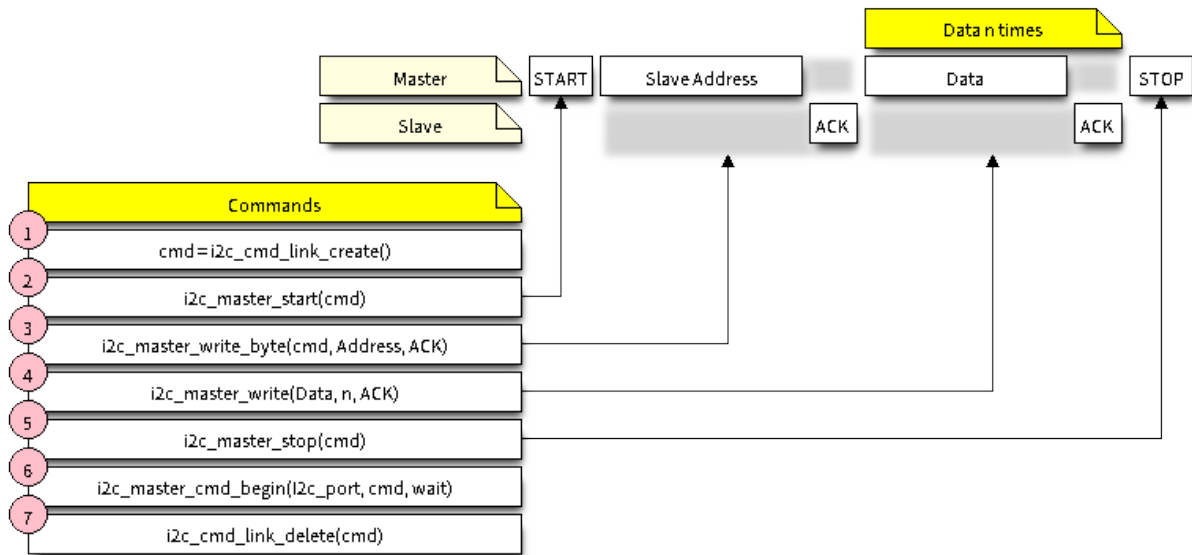 Data n times
Master START Slave Address Data STOP
Slave ACK ACK
Commands
1
cmd=i2c_cmd_link_create()
2
i2c_master_start(cmd)
3
i2c_master_write_byte(cmd, Address, ACK)
4
i2c_master_write(Data, n, ACK)
5
i2c_master_stop(cmd)
6
i2c_master_cmd_begin(I2c_port, cmd, wait)
7
i2c_cmd_link_delete(cmd)